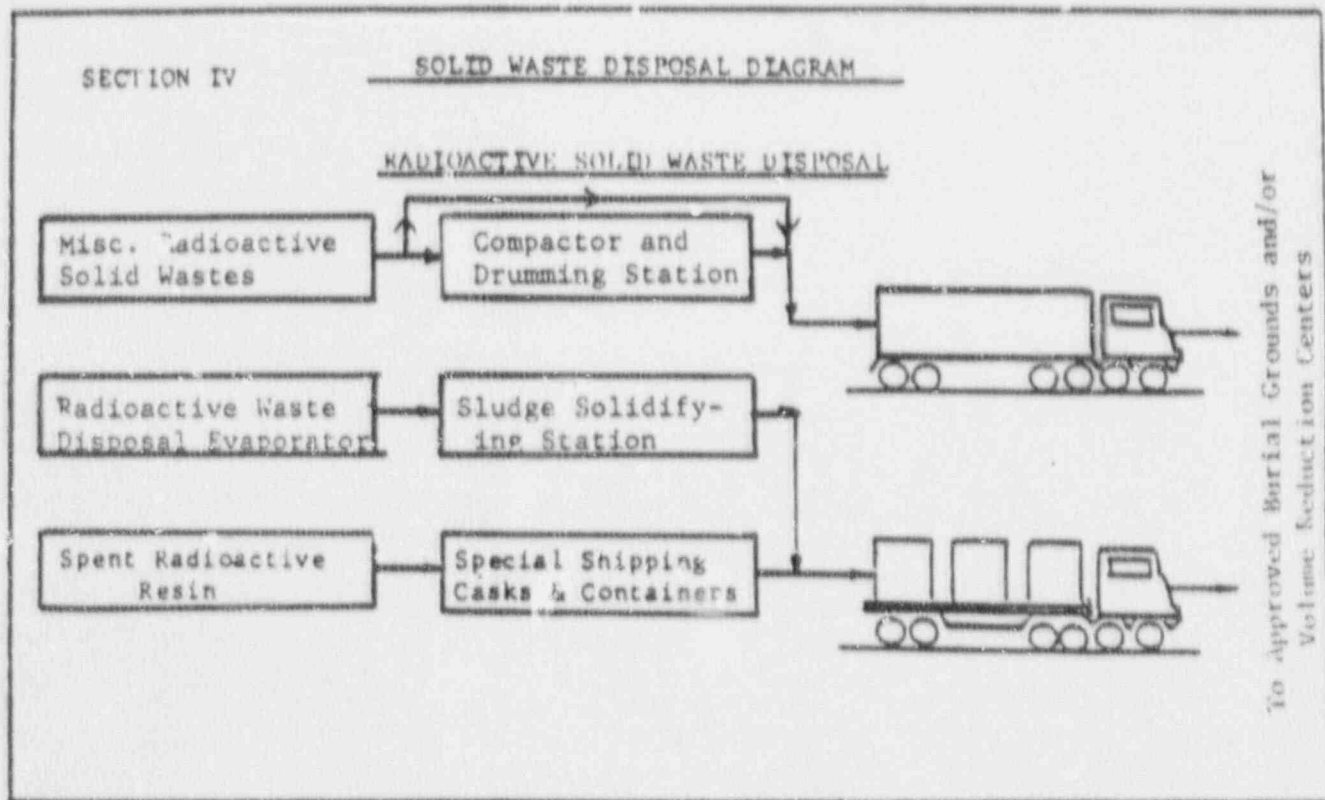 SECTION IV
SOLID WASTE DISPOSAL DIAGRAM
RADIOACTIVE SOLID WASTE DISPOSAL
Misc. Radioactive
Solid Wastes
Compactor and
Drumming Station
Radioactive Waste
Disposal Evaporator
Sludge Solidify-
ing Station
Spent Radioactive
Resin
Special Shipping
Casks & Containers
To Approved Burial Grounds and/or
Volume Reduction Centers